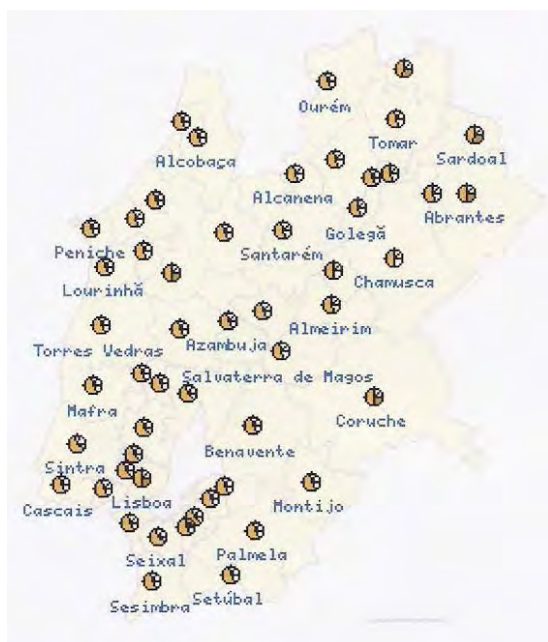 Ourém
Tomar
Alcobaça
Sardoal
Alcanena
Golegã
Abrantes
Peniche
Santarém
Lourinhã
Chamusca
Almeirim
Torres Vedras
Azambuja
Salvaterra de Magos
Mafra
Coruche
Benavente
Sintra
Lisboa
Cascais
Montijo
Seixal
Palmela
Sesimbra
Setúbal